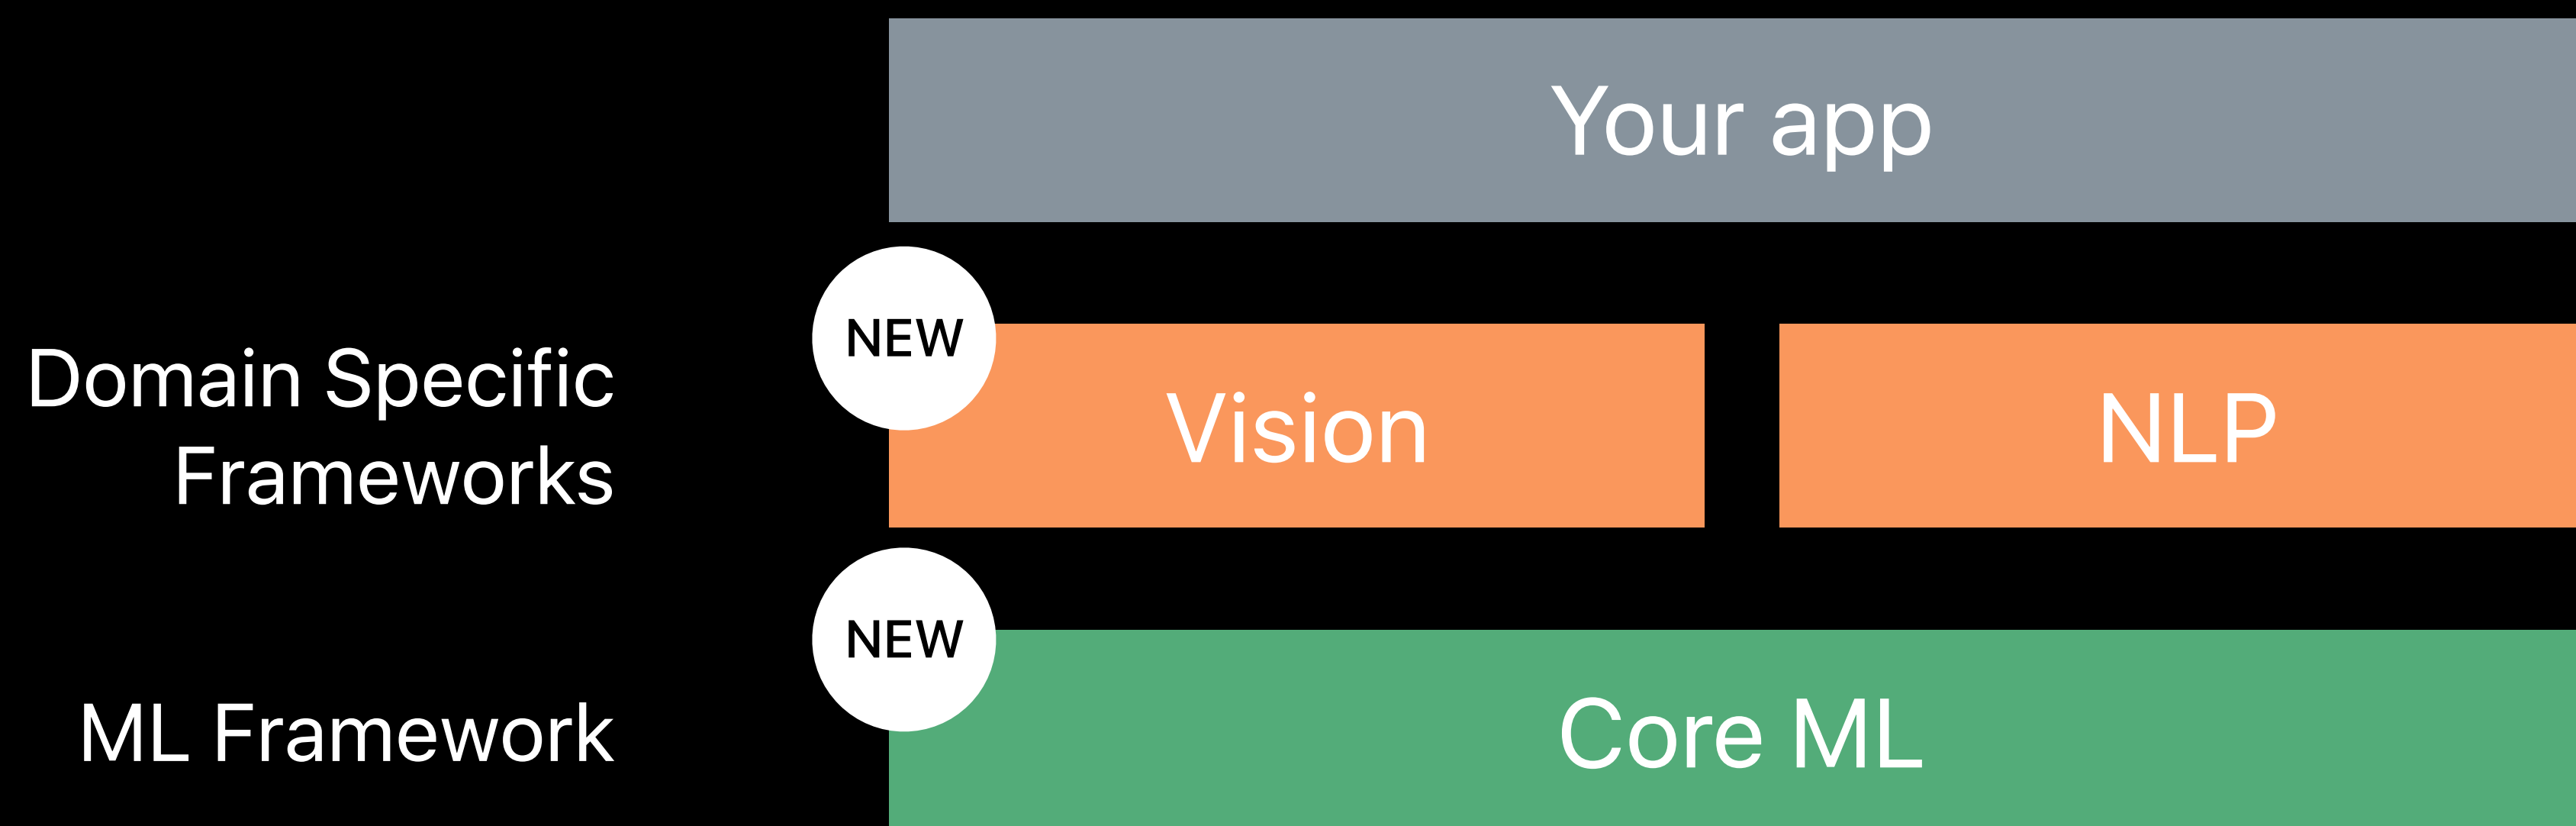 Your app
NEW
Domain Specific
Frameworks
Vision
NLP
NEW
ML Framework
Core ML